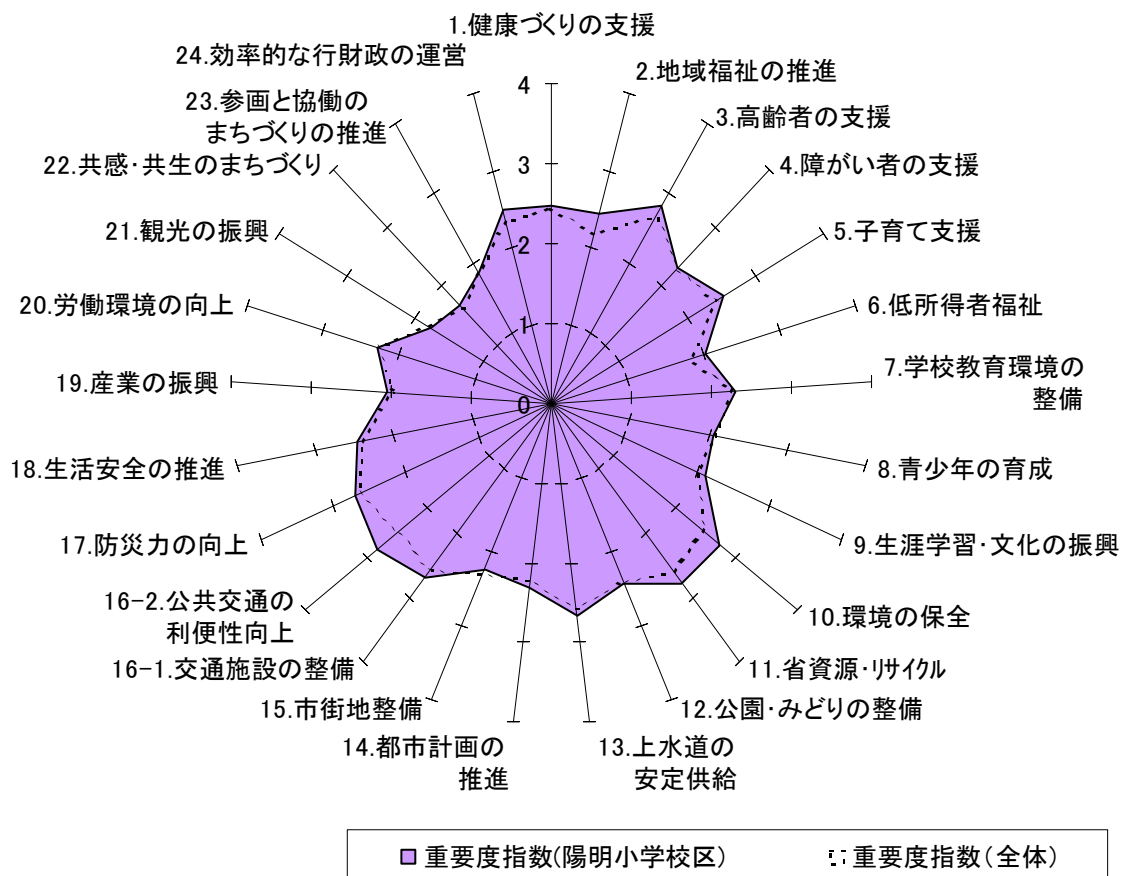 1.健康づくりの支援
2.地域福祉の推進
3.高齢者の支援
4.障がい者の支援
5.子育て支援
6.低所得者福祉
7.学校教育環境の
整備
8.青少年の育成
9.生涯学習･文化の振興
10.環境の保全
11.省資源･リサイクル
12.公園･みどりの整備
13.上水道の
安定供給
14.都市計画の
推進
15.市街地整備
16-1.交通施設の整備
16-2.公共交通の
利便性向上
17.防災力の向上
18.生活安全の推進
19.産業の振興
20.労働環境の向上
21.観光の振興
22.共感･共生のまちづくり
23.参画と協働の
まちづくりの推進
24.効率的な行財政の運営
4
3
2
1
0
重要度指数(陽明小学校区)
重要度指数(全体)